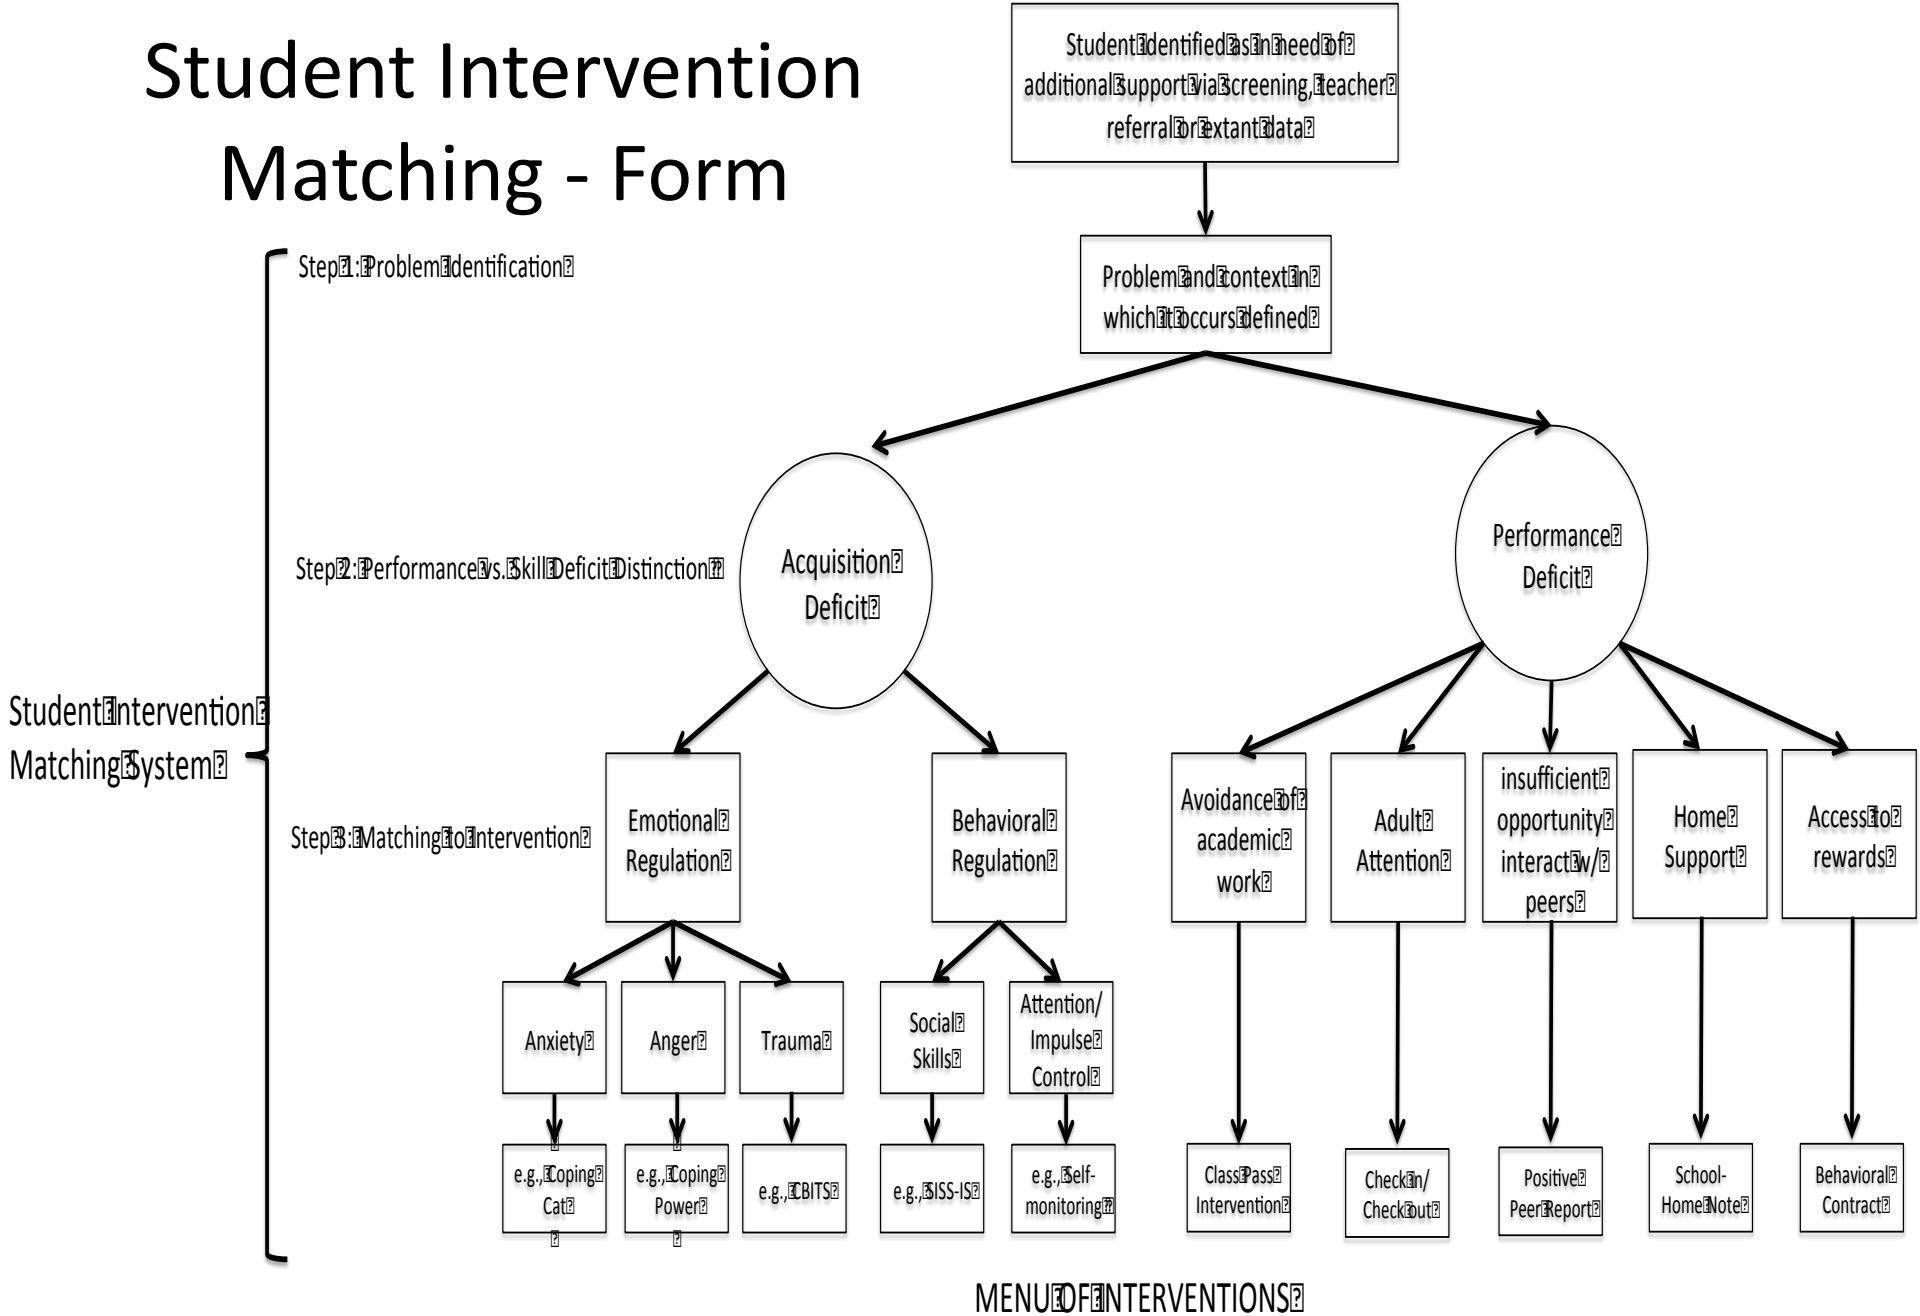 Student Intervention
Matching - Form
Student identified as in need of
additional support via screening, teacher
referral or extant data
Step 1: Problem Identification
Problem and context in
which it occurs defined
Step 2: Performance vs. Skill Deficit Distinction
Acquisition
Deficit
Performance
Deficit
Student Intervention
Matching System
Step 3: Matching to Intervention
Emotional
Regulation
Behavioral
Regulation
Avoidance of
academic
work
Adult
Attention
insufficient
opportunity
interact w/
peers
Home
Support
Access to
rewards
Anxiety
Anger
Trauma
Social
Skills
Attention/
Impulse
Control
e.g., Coping
Cat
e.g., Coping
Power
e.g., CBITS
e.g., SISS-IS
e.g., Self-
monitoring
Class Pass
Intervention
Check in/
Check out
Positive
Peer Report
School-
Home Note
Behavioral
Contract
MENU OF INTERVENTIONS